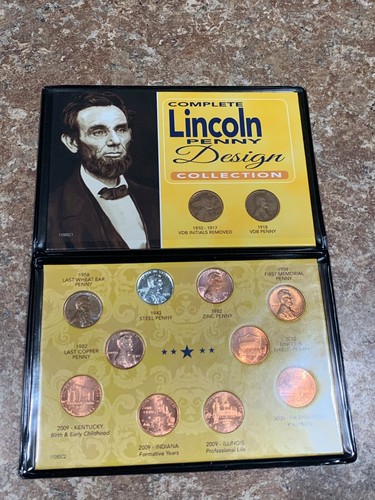 COMPLETE
Lincoln
PENNY
Design
COLLECTION
1910 - 1917
VDB INITIALS REMOVED
1918
VDB PENNY
1958
LAST WHEAT EAR
PENNY
1943
STEEL PENNY
1982
ZINC PENNY
1959
FIRST MEMORIAL
PENNY
1982
LAST COPPER
PENNY
2009 - KENTUCKY
Birth & Early Childhood
2009 - INDIANA
Formative Years
2009 - ILLINOIS
Professional Life